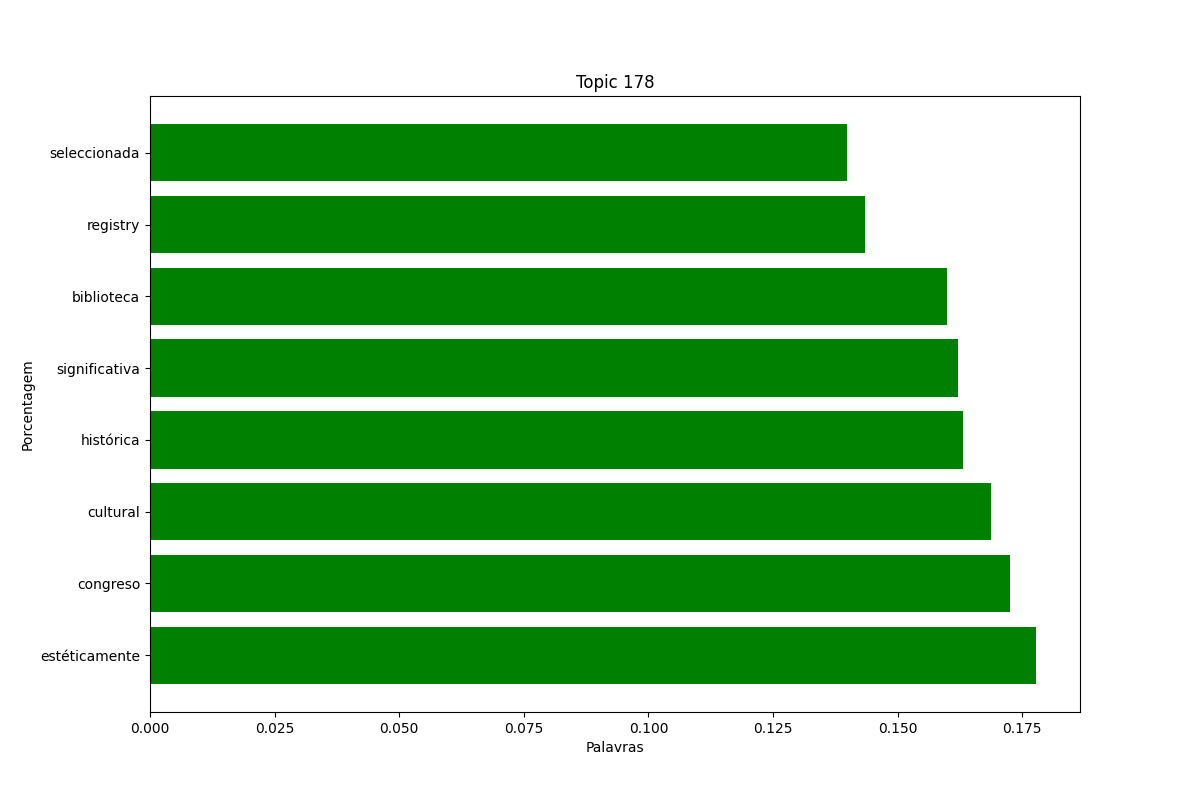 Topic 178
seleccionada
registry
biblioteca
significativa
histórica
cultural
congreso
estéticamente
Porcentagem
0.000 0.025 0.050 0.075 0.100 0.125 0.150 0.175
Palavras